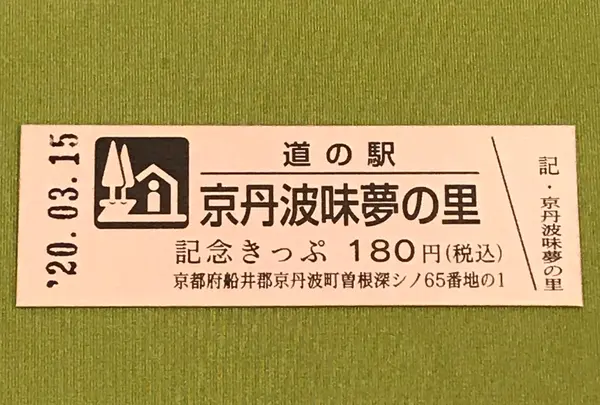 '20.03.15
道の駅
京丹波味夢の里
記念きっぷ 180円(税込)
京都府船井郡京丹波町曽根深シノ65番地の1
記・京丹波味夢の里